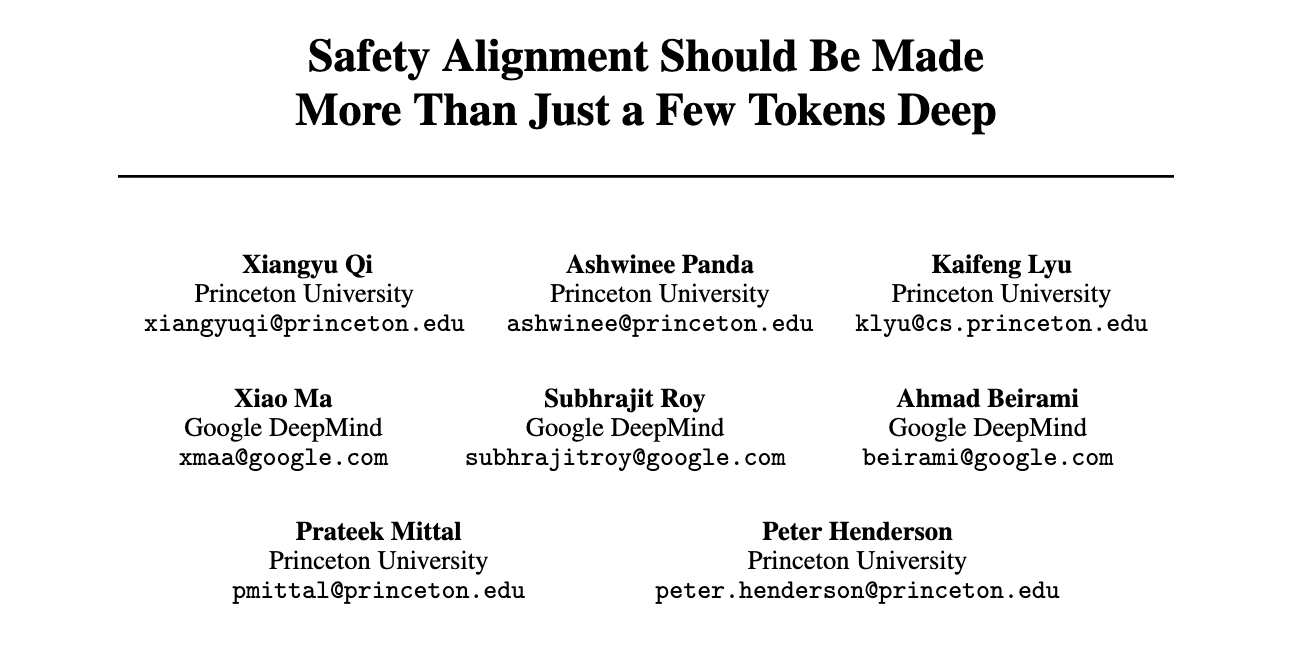 Safety Alignment Should Be Made
More Than Just a Few Tokens Deep
Xiangyu Qi
Princeton University
xiangyuqi@princeton.edu
Ashwinee Panda
Princeton University
ashwinee@princeton.edu
Kaifeng Lyu
Princeton University
klyu@cs.princeton.edu
Xiao Ma
Google DeepMind
xmaa@google.com
Subhrajit Roy
Google DeepMind
subhrajitroy@google.com
Ahmad Beirami
Google DeepMind
beirami@google.com
Prateek Mittal
Princeton University
pmittal@princeton.edu
Peter Henderson
Princeton University
peter.henderson@princeton.edu